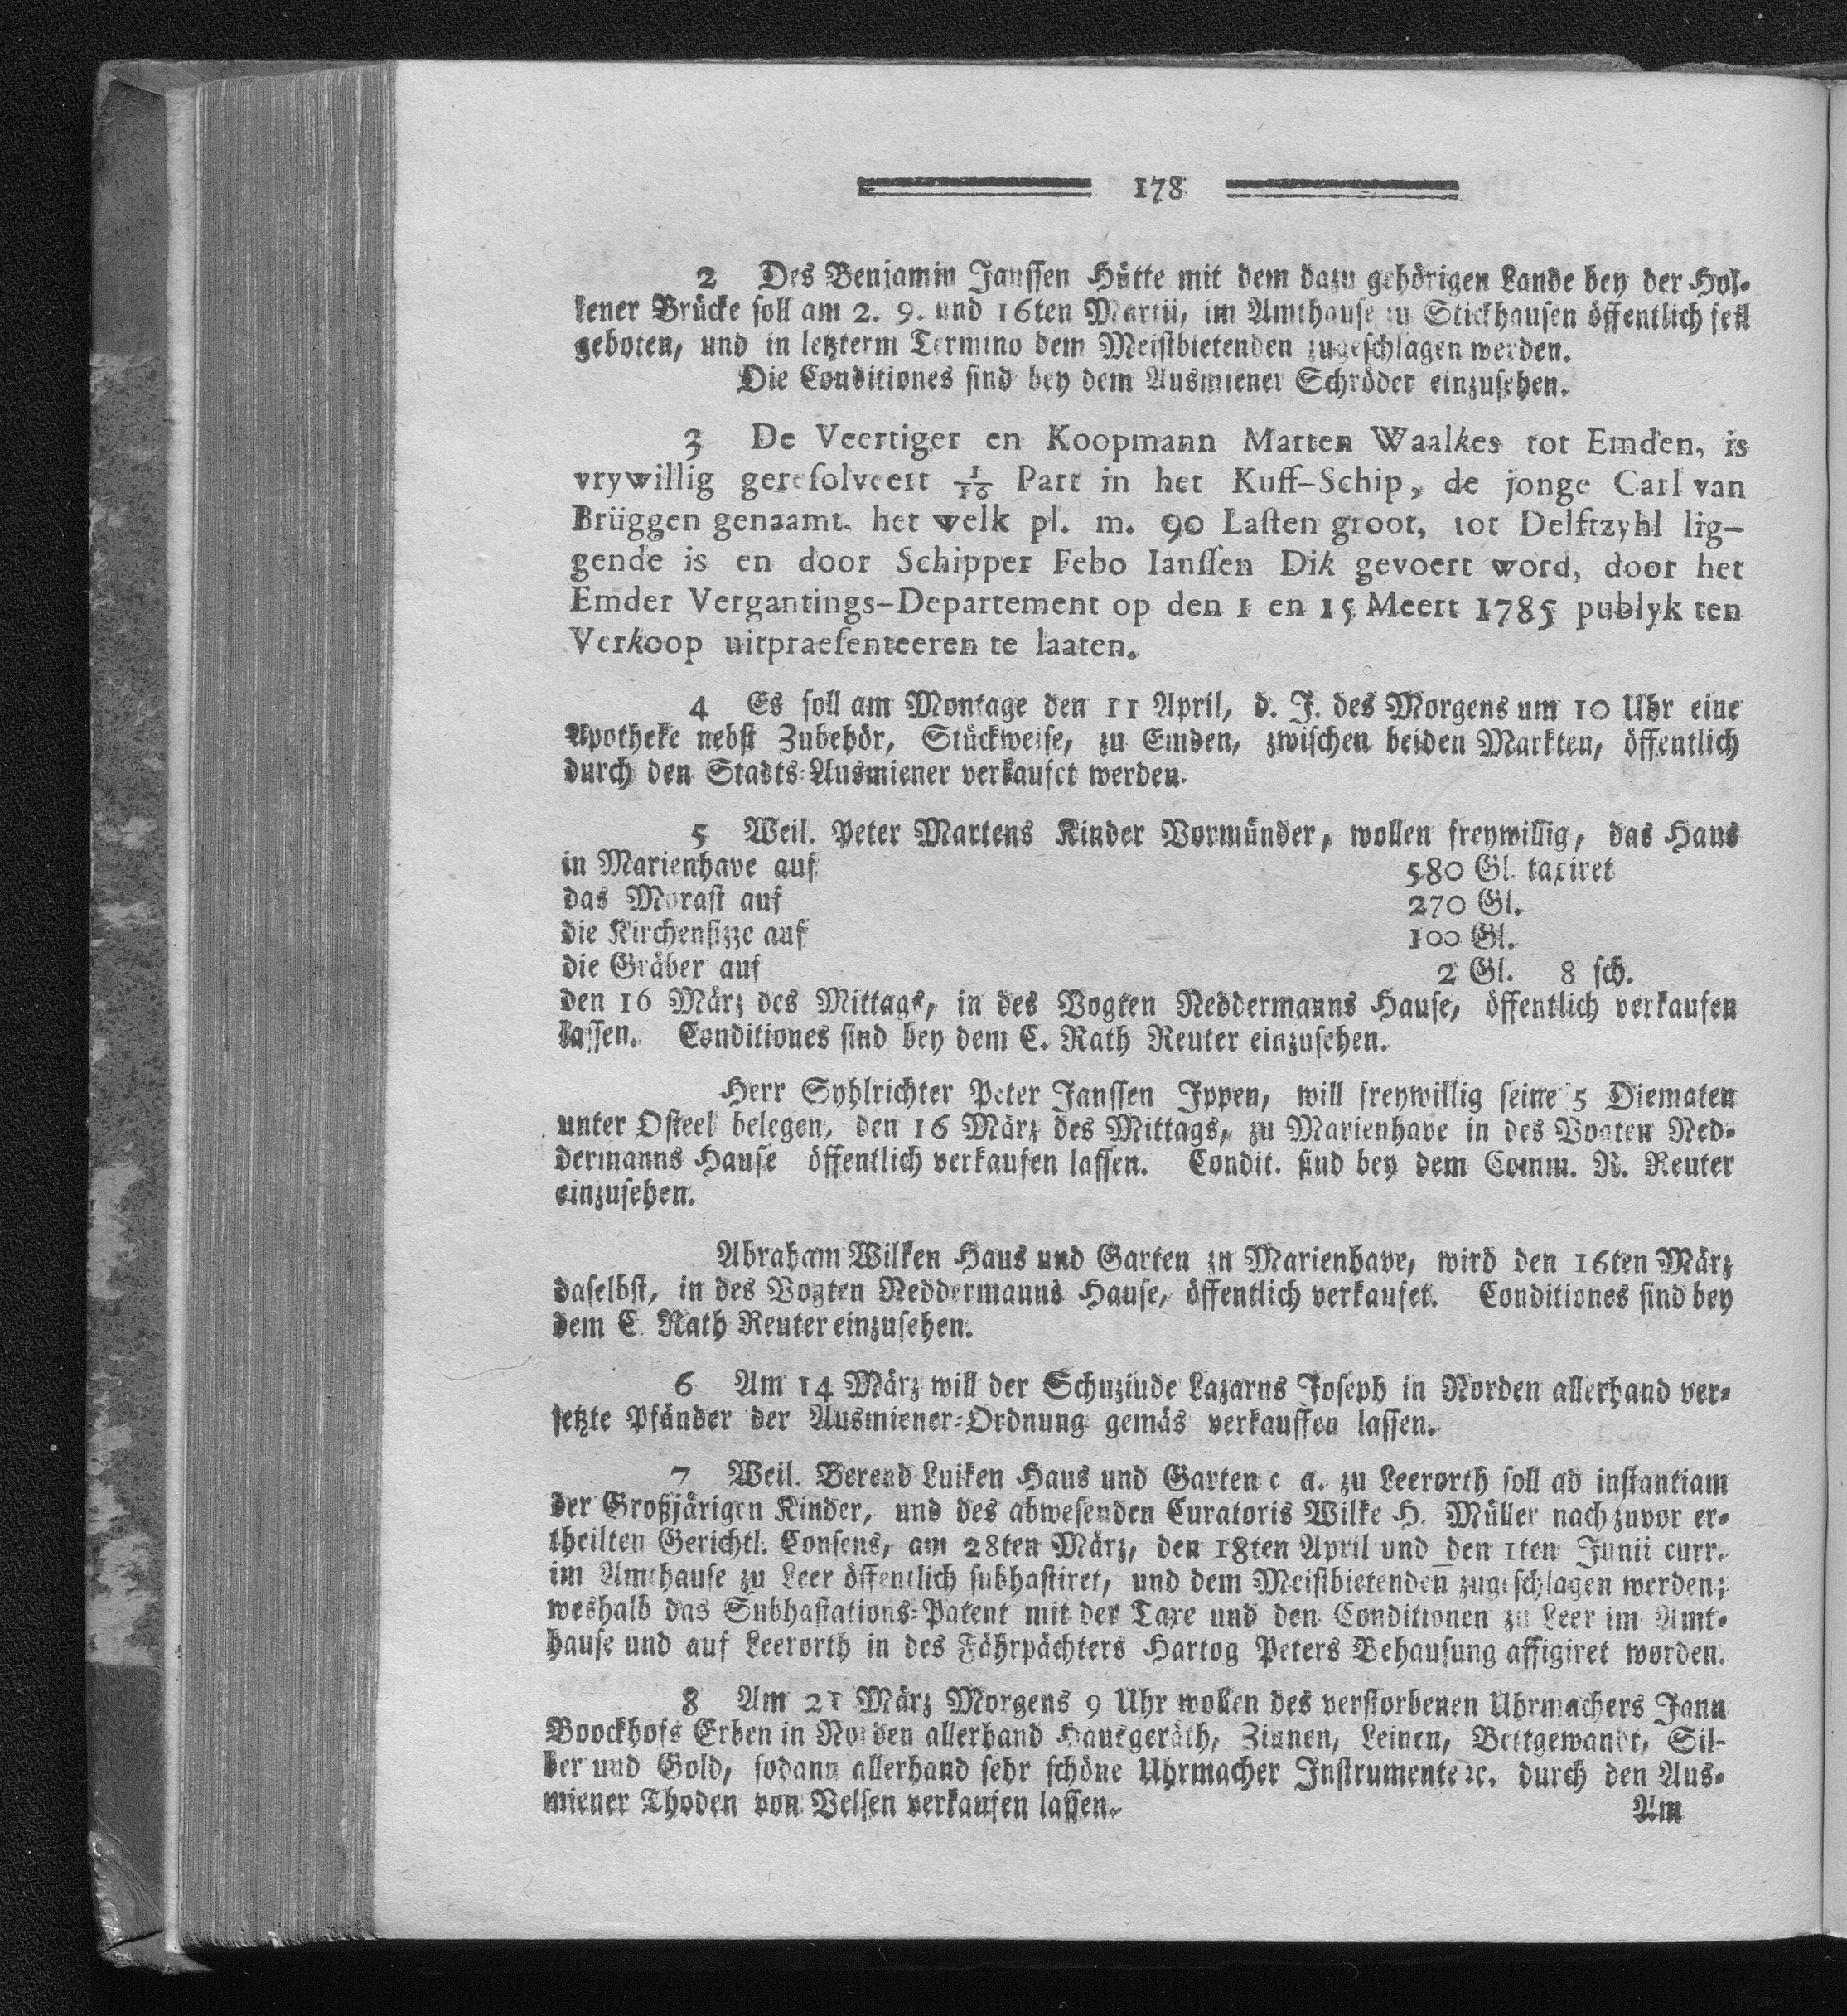 178
2 Des Benjamin Janssen Hütte mit dem dazu gehörigen Lande bey der Hol-
lener Brücke soll am 2. 9. und 16ten Martii, im Amthause zu Stickhausen öffentlich feil
geboten, und in letzterm Termino dem Meistbietenden zugeschlagen werden.
Die Conditiones sind bey dem Ausmiener Schröder einzusehen.
3 De Veertiger en Koopmann Marten Waalkes tot Emden, is
vrywillig geresolveert 1/16 Part in het Kuff-Schip, de jonge Carl van
Brüggen genaamt, het welk pl. m. 90 Lasten groot, tot Delftzyhl lig-
gende is en door Schipper Febo Ianssen Dik gevoert word, door het
Emder Vergantings-Departement op den 1 en 15 Meert 1785 publyk ten
Verkoop uitpraesenteeren te laaten.
4 Es soll am Montage den 11 April, d. J. des Morgens um 10 Uhr eine
Apotheke nebst Zubehör, Stückweise, zu Emden, zwischen beiden Markten, öffentlich
durch den Stadts-Ausmiener verkaufet werden.
5 Weil. Peter Martens Kinder Vormünder, wollen freywillig, das Haus
in Marienhave auf 580 Gl. taxiret
das Morast auf 270 Gl.
die Kirchensizze auf 100 Gl.
die Gräber auf 2 Gl. 8 sch.
den 16 März des Mittags, in des Vogten Neddermanns Hause, öffentlich verkaufen
lassen. Conditiones sind bey dem C. Rath Reuter einzusehen.
Herr Syhlrichter Peter Janssen Ippen, will freywillig seine 5 Diematen
unter Osteel belegen, den 16 März des Mittags, zu Marienhave in des Vogten Ned-
dermanns Hause öffentlich verkaufen lassen. Condit. sind bey dem Comm. R. Reuter
einzusehen.
Abraham Wilken Haus und Garten zu Marienhave, wird den 16ten März
daselbst, in des Vogten Neddermanns Hause, öffentlich verkaufet. Conditiones sind bey
dem C. Rath Reuter einzusehen.
6 Am 14 März will der Schuzjude Lazarus Joseph in Norden allerhand ver-
setzte Pfänder der Ausmiener-Ordnung gemäs verkauffen lassen.
7 Weil. Berend Luiken Haus und Garten c a. zu Leerorth soll ad instantiam
der Großjärigen Kinder, und des abwesenden Curatoris Wilke H. Müller nach zuvor er-
theilten Gerichtl. Consens, am 28ten März, den 18ten April und den 1ten Junii curr.
im Amthause zu Leer öffentlich subhastiret, und dem Meistbietenden zugeschlagen werden;
weshalb das Subhastations-Patent mit der Taxe und den Conditionen zu Leer im Amt-
hause und auf Leerorth in des Fährpächters Hartog Peters Behausung affigiret worden.
8 Am 21 März Morgens 9 Uhr wollen des verstorbenen Uhrmachers Jann
Boockhofs Erben in Norden allerhand Hausgeräth, Zinnen, Leinen, Bettgewandt, Sil-
ber und Gold, sodann allerhand sehr schöne Uhrmacher Instrumente ꝛc. durch den Aus-
miener Thoden von Velsen verkaufen lassen.
Am